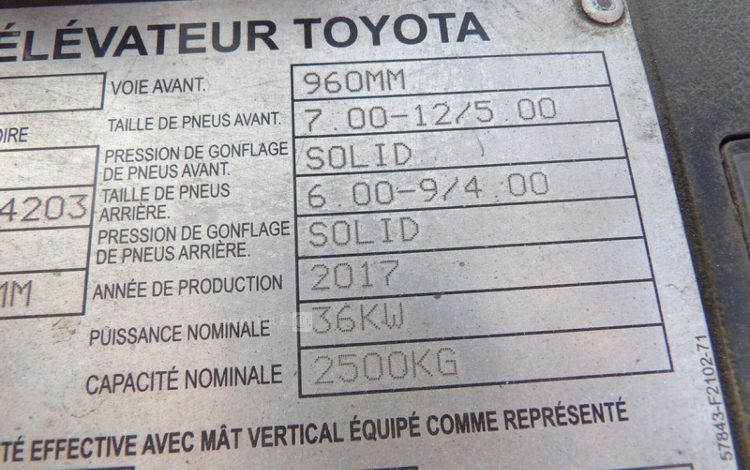 ÉLÉVATEUR TOYOTA
VOIE AVANT. 960MM
TAILLE DE PNEUS AVANT. 7.00-12/5.00
PRESSION DE GONFLAGE
DE PNEUS AVANT. SOLID
4203 TAILLE DE PNEUS
ARRIÈRE. 6.00-9/4.00
PRESSION DE GONFLAGE
DE PNEUS ARRIÈRE. SOLID
MM ANNÉE DE PRODUCTION 2017
PUISSANCE NOMINALE 36KW
CAPACITÉ NOMINALE 2500KG
EFFECTIVE AVEC MÂT VERTICAL ÉQUIPÉ COMME REPRÉSENTÉ
57843-F2102-71